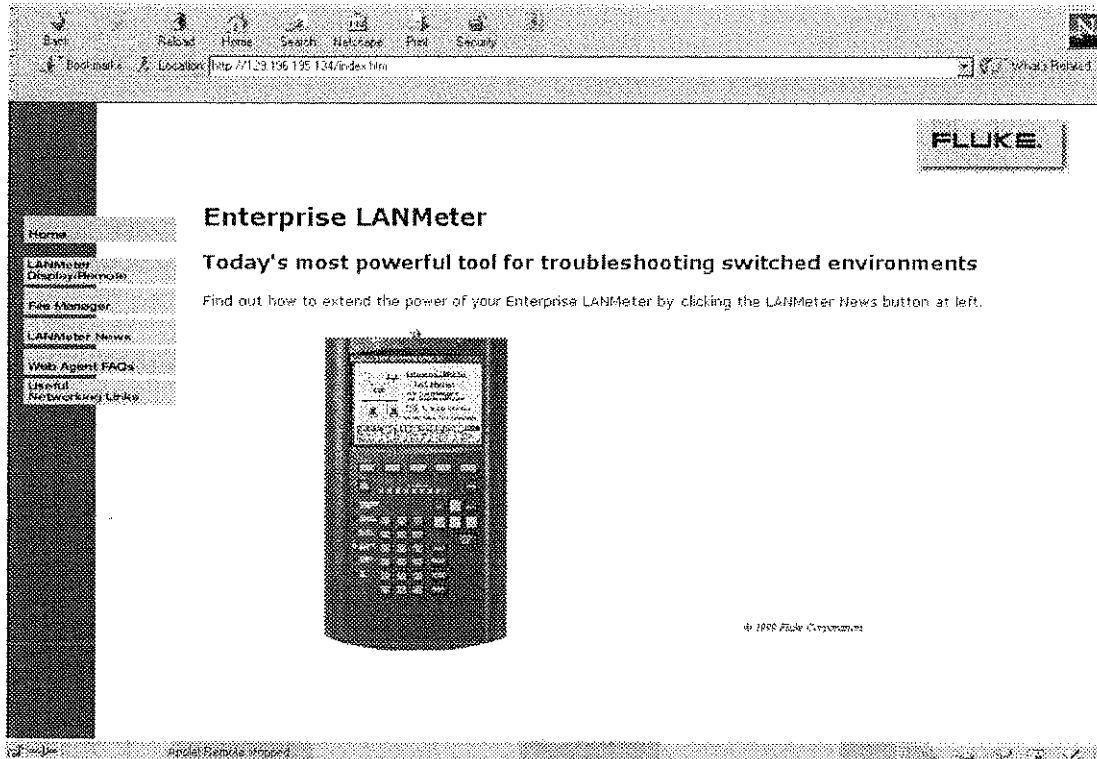 Back Reload Home Search Netscape Print Security
Bookmarks Location http://129.196.195.134/index.htm What's Related
FLUKE.
Enterprise LANMeter
Today's most powerful tool for troubleshooting switched environments
Find out how to extend the power of your Enterprise LANMeter by clicking the LANMeter News button at left.
Home
LANMeter
Display/Remote
File Manager
LANMeter News
Web Agent FAQs
Useful
Networking Links
© 1999 Fluke Corporation
Applet Remote stopped